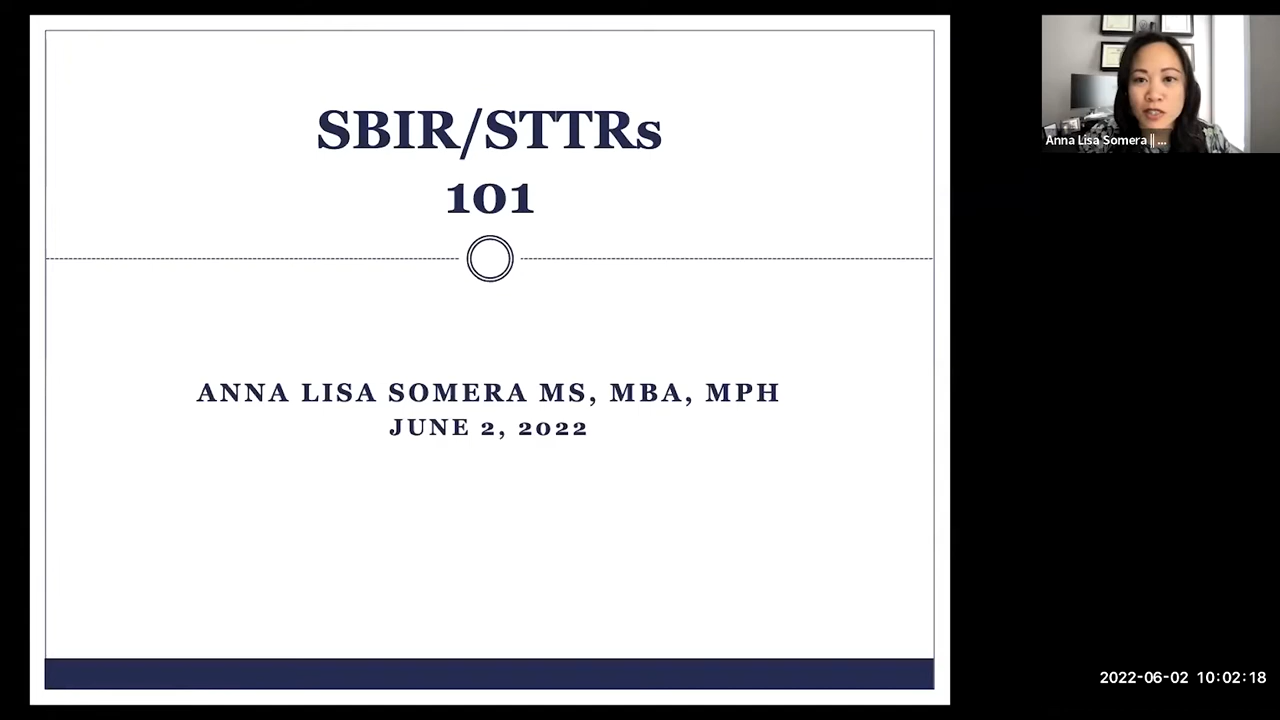 SBIR/STTRs
101
ANNA LISA SOMERA MS, MBA, MPH
JUNE 2, 2022
Anna Lisa Somera || ...
2022-06-02 10:02:18